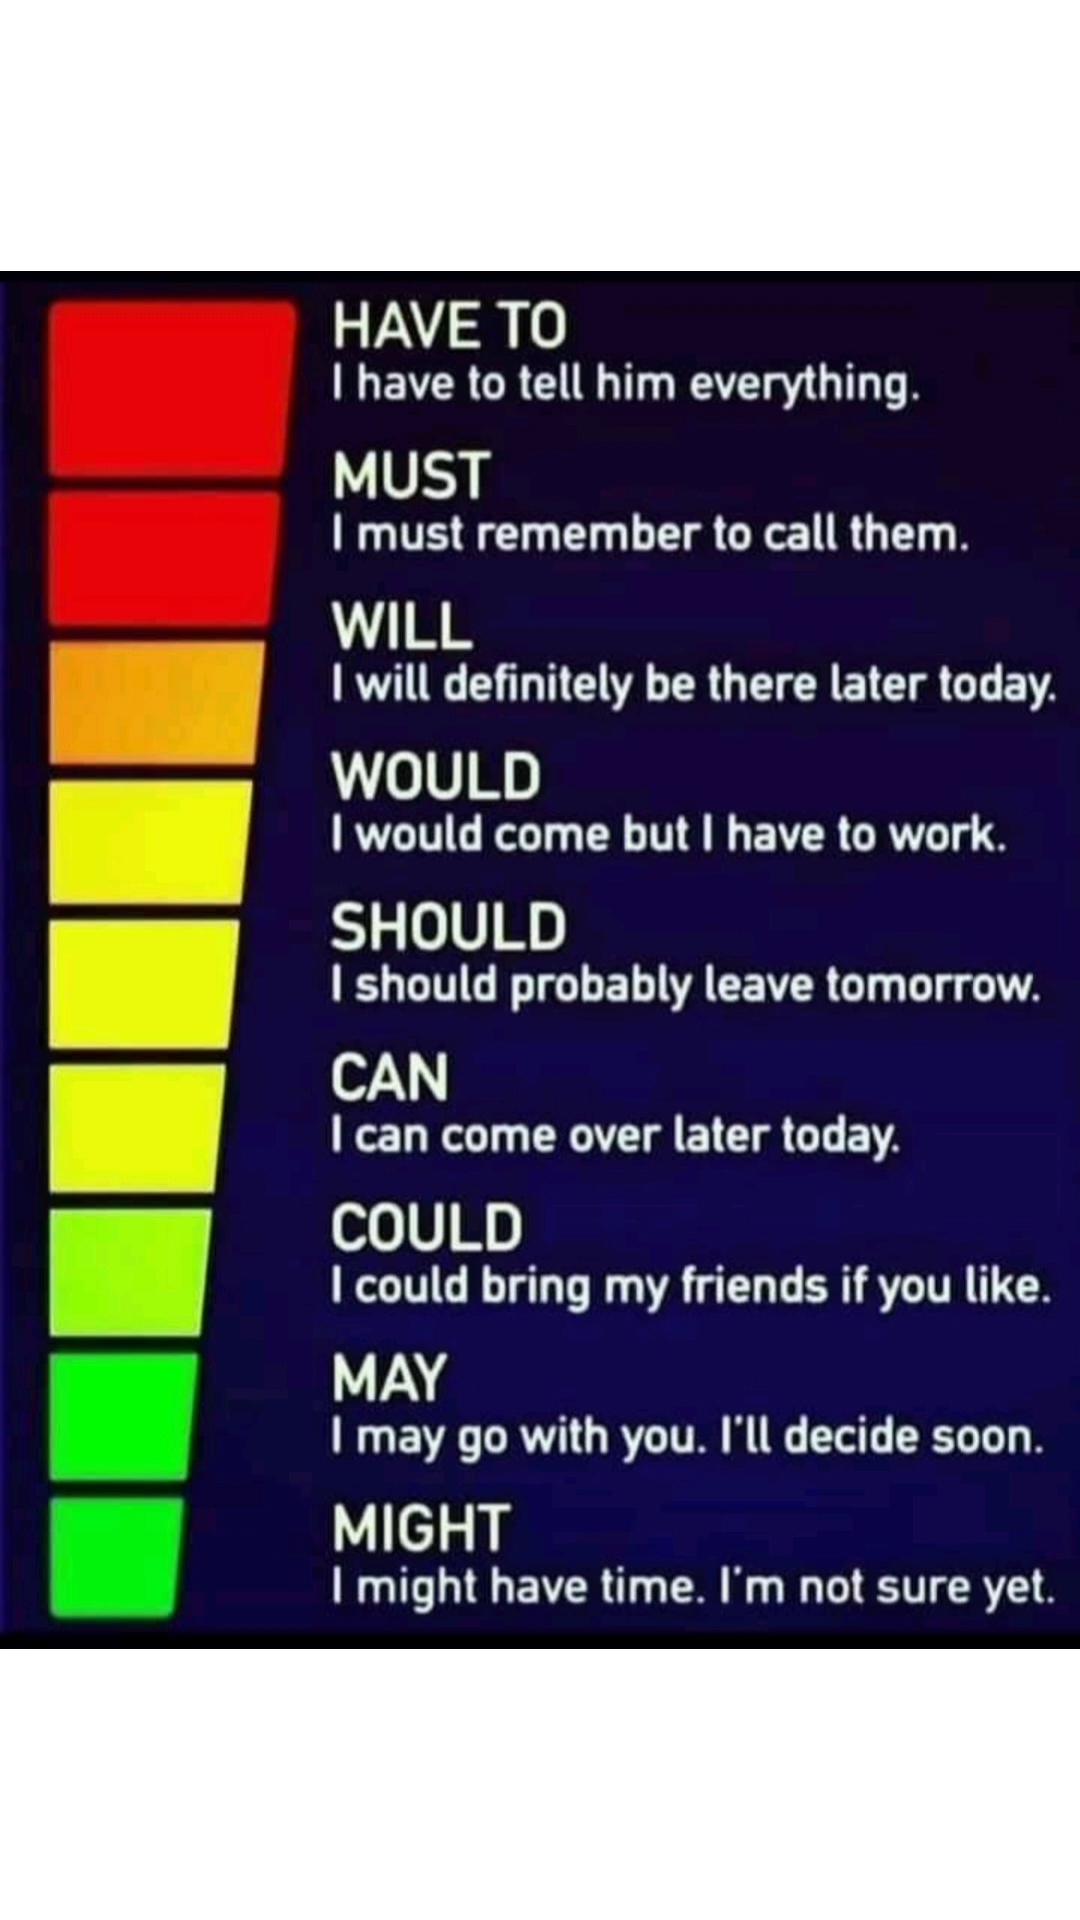 HAVE TO
I have to tell him everything.
MUST
I must remember to call them.
WILL
I will definitely be there later today.
WOULD
I would come but I have to work.
SHOULD
I should probably leave tomorrow.
CAN
I can come over later today.
COULD
I could bring my friends if you like.
MAY
I may go with you. I'll decide soon.
MIGHT
I might have time. I'm not sure yet.